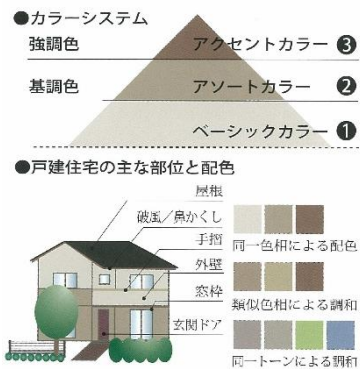 ●カラーシステム
強調色 アクセントカラー ❸
基調色 アソートカラー ❷
ベーシックカラー ❶
●戸建住宅の主な部位と配色
屋根
破風／鼻かくし
手摺
外壁
窓枠
玄関ドア
同一色相による配色
類似色相による調和
同一トーンによる調和